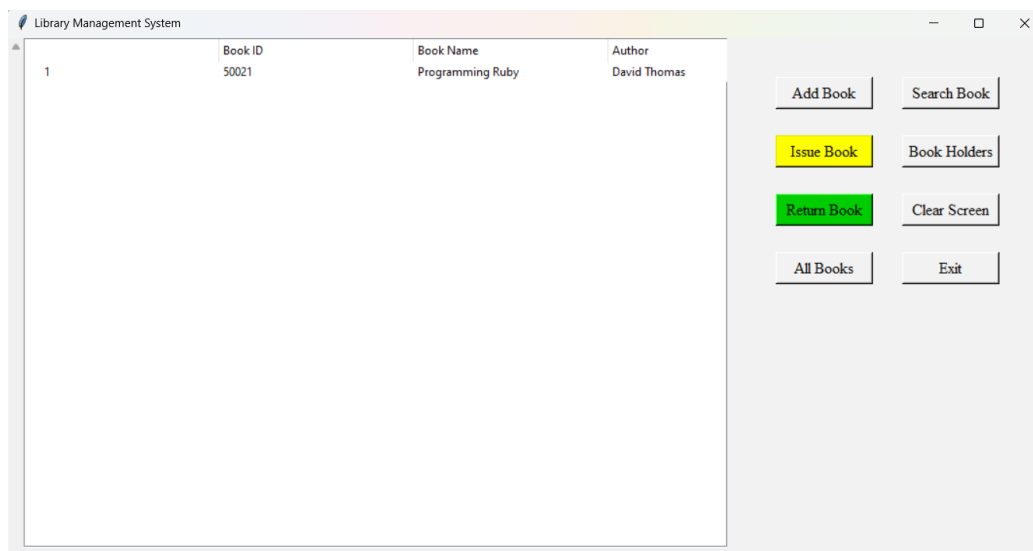 Library Management System
Book ID Book Name Author
1 50021 Programming Ruby David Thomas
Add Book Search Book
Issue Book Book Holders
Return Book Clear Screen
All Books Exit